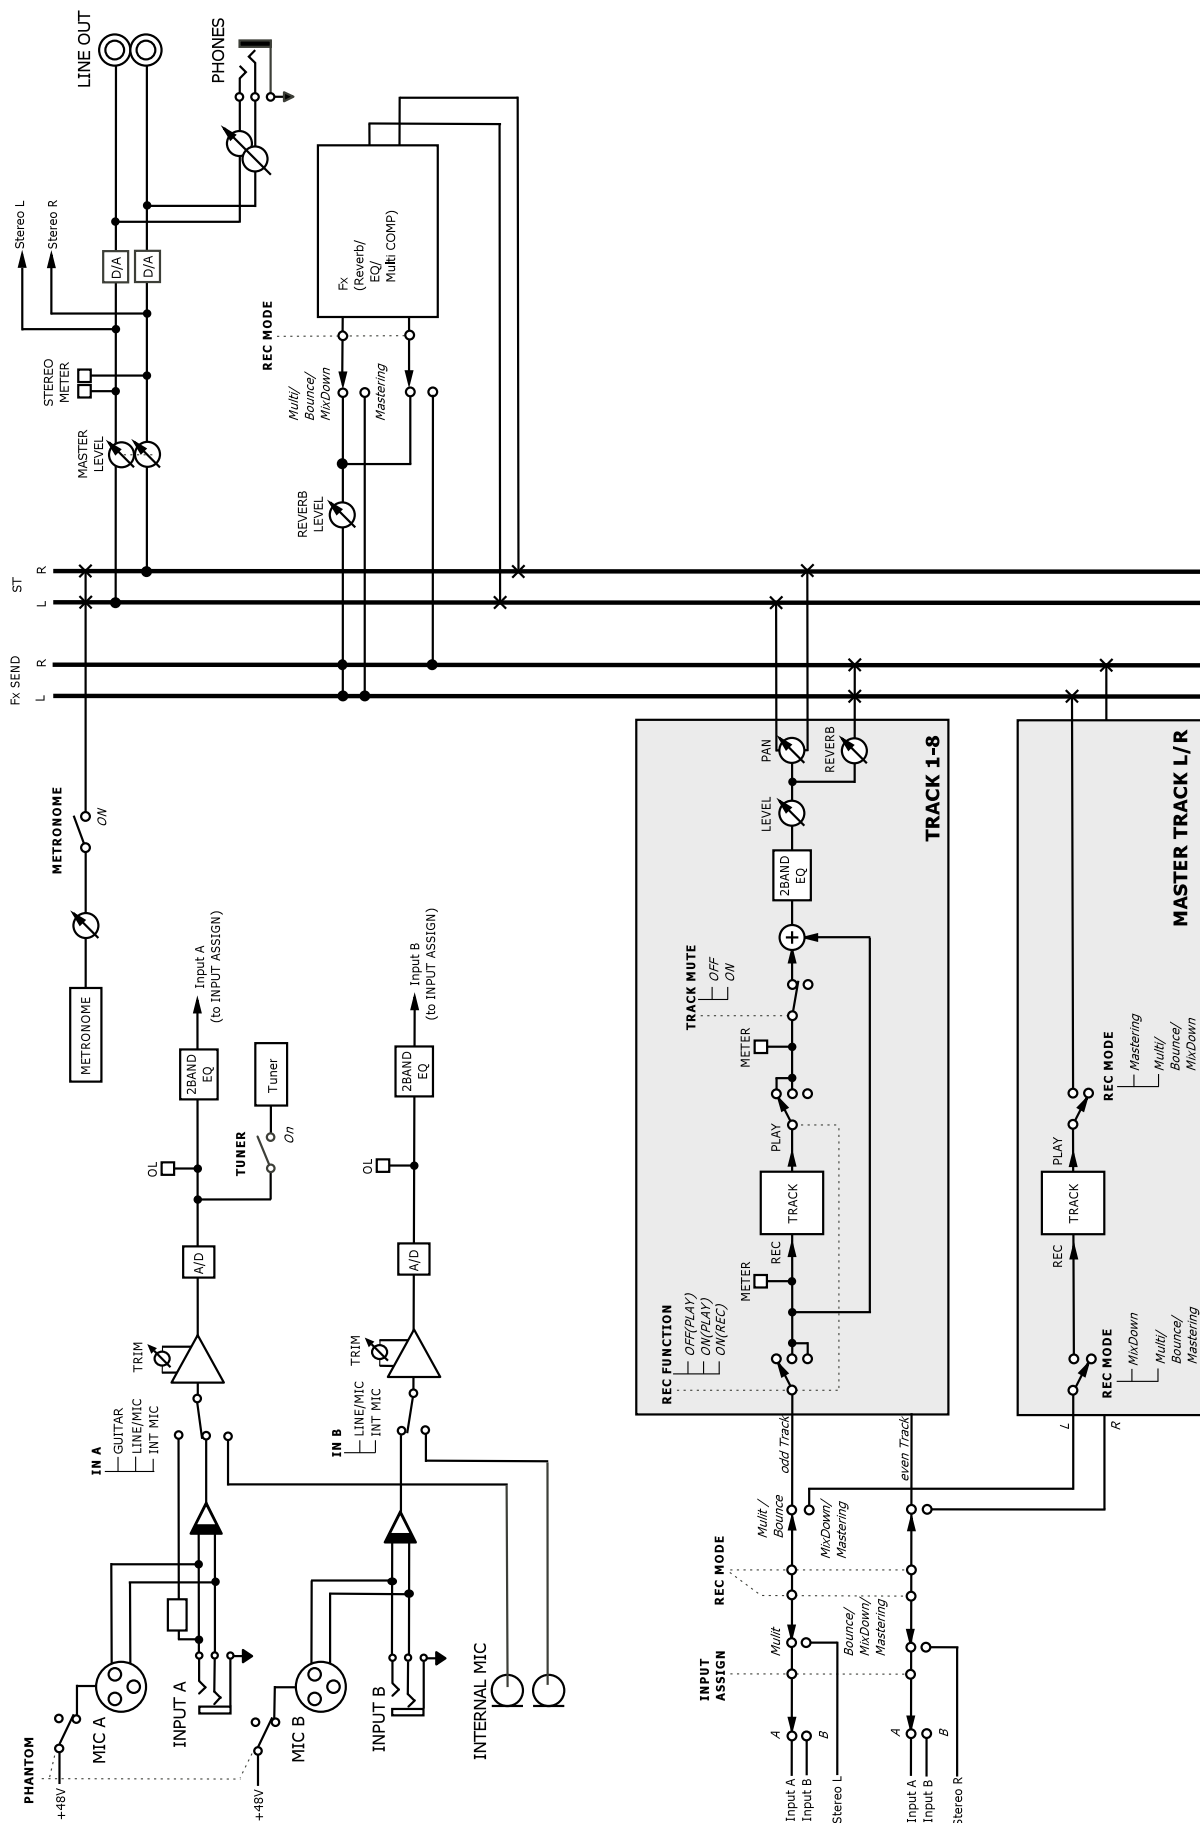 PHANTOM
+48V
+48V
MIC A
INPUT A
MIC B
INPUT B
INTERNAL MIC
IN A
GUITAR
LINE/MIC
INT MIC
TRIM
A/D
OL
TUNER
On
Tuner
2BAND
EQ
Input A
(to INPUT ASSIGN)
IN B
LINE/MIC
INT MIC
TRIM
A/D
OL
2BAND
EQ
Input B
(to INPUT ASSIGN)
METRONOME
METRONOME
ON
Fx SEND
L
R
ST
L
R
MASTER
LEVEL
STEREO
METER
Stereo L
Stereo R
D/A
D/A
LINE OUT
PHONES
REVERB
LEVEL
Multi/
Bounce/
MixDown
Mastering
REC MODE
Fx
(Reverb/
EQ/
Multi COMP)
Input A
Input B
Stereo L
A
B
Input A
Input B
Stereo R
A
B
INPUT
ASSIGN
Mulit
Bounce/
MixDown/
Mastering
REC MODE
Mulit /
Bounce
MixDown/
Mastering
odd Track
even Track
REC FUNCTION
OFF(PLAY)
ON(PLAY)
ON(REC)
METER
REC
TRACK
PLAY
METER
TRACK MUTE
OFF
ON
2BAND
EQ
LEVEL
PAN
REVERB
TRACK 1-8
L
R
REC MODE
MixDown
Multi/
Bounce/
Mastering
REC
TRACK
PLAY
REC MODE
Mastering
Multi/
Bounce/
MixDown
MASTER TRACK L/R